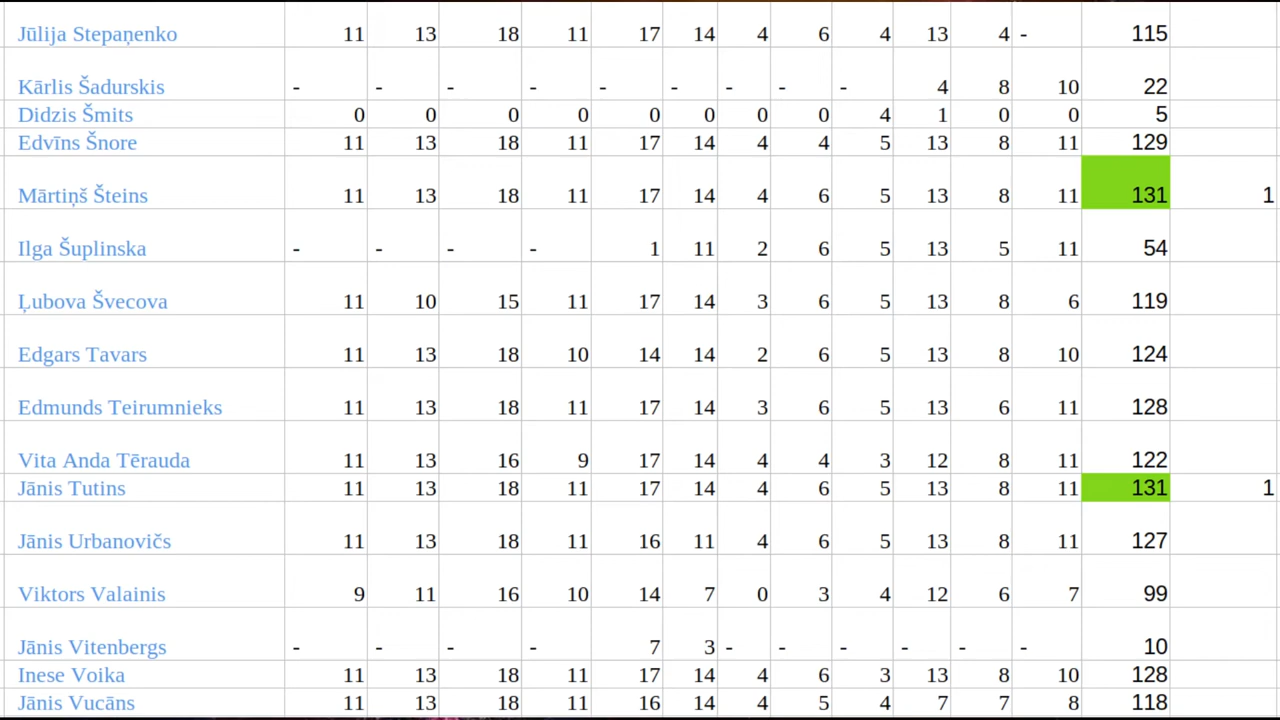 Jūlija Stepaņenko 11 13 18 11 17 14 4 6 4 13 4 - 115
Kārlis Šadurskis - - - - - - - - - 4 8 10 22
Didzis Šmits 0 0 0 0 0 0 0 0 4 1 0 0 5
Edvīns Šnore 11 13 18 11 17 14 4 4 5 13 8 11 129
Mārtiņš Šteins 11 13 18 11 17 14 4 6 5 13 8 11 131 1
Ilga Šuplinska - - - - 1 11 2 6 5 13 5 11 54
Ļubova Švecova 11 10 15 11 17 14 3 6 5 13 8 6 119
Edgars Tavars 11 13 18 10 14 14 2 6 5 13 8 10 124
Edmunds Teirumnieks 11 13 18 11 17 14 3 6 5 13 6 11 128
Vita Anda Tērauda 11 13 16 9 17 14 4 4 3 12 8 11 122
Jānis Tutins 11 13 18 11 17 14 4 6 5 13 8 11 131 1
Jānis Urbanovičs 11 13 18 11 16 11 4 6 5 13 8 11 127
Viktors Valainis 9 11 16 10 14 7 0 3 4 12 6 7 99
Jānis Vitenbergs - - - - 7 3 - - - - - - 10
Inese Voika 11 13 18 11 17 14 4 6 3 13 8 10 128
Jānis Vucāns 11 13 18 11 16 14 4 5 4 7 7 8 118